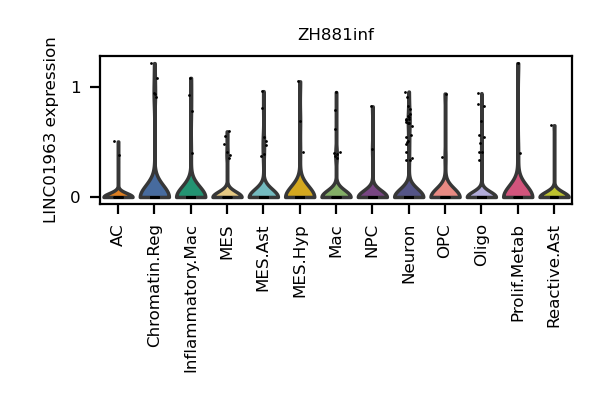 ZH881inf
LINC01963 expression
1
0
AC
Chromatin.Reg
Inflammatory.Mac
MES
MES.Ast
MES.Hyp
Mac
NPC
Neuron
OPC
Oligo
Prolif.Metab
Reactive.Ast